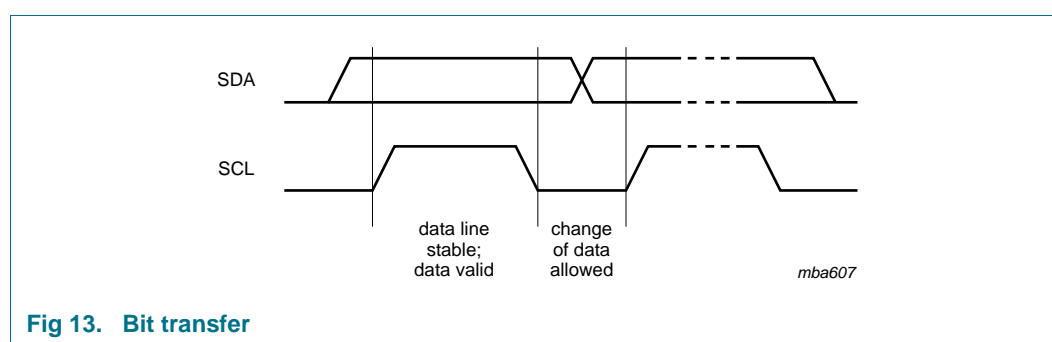 SDA
SCL
data line
stable;
data valid
change
of data
allowed
mba607
Fig 13. Bit transfer